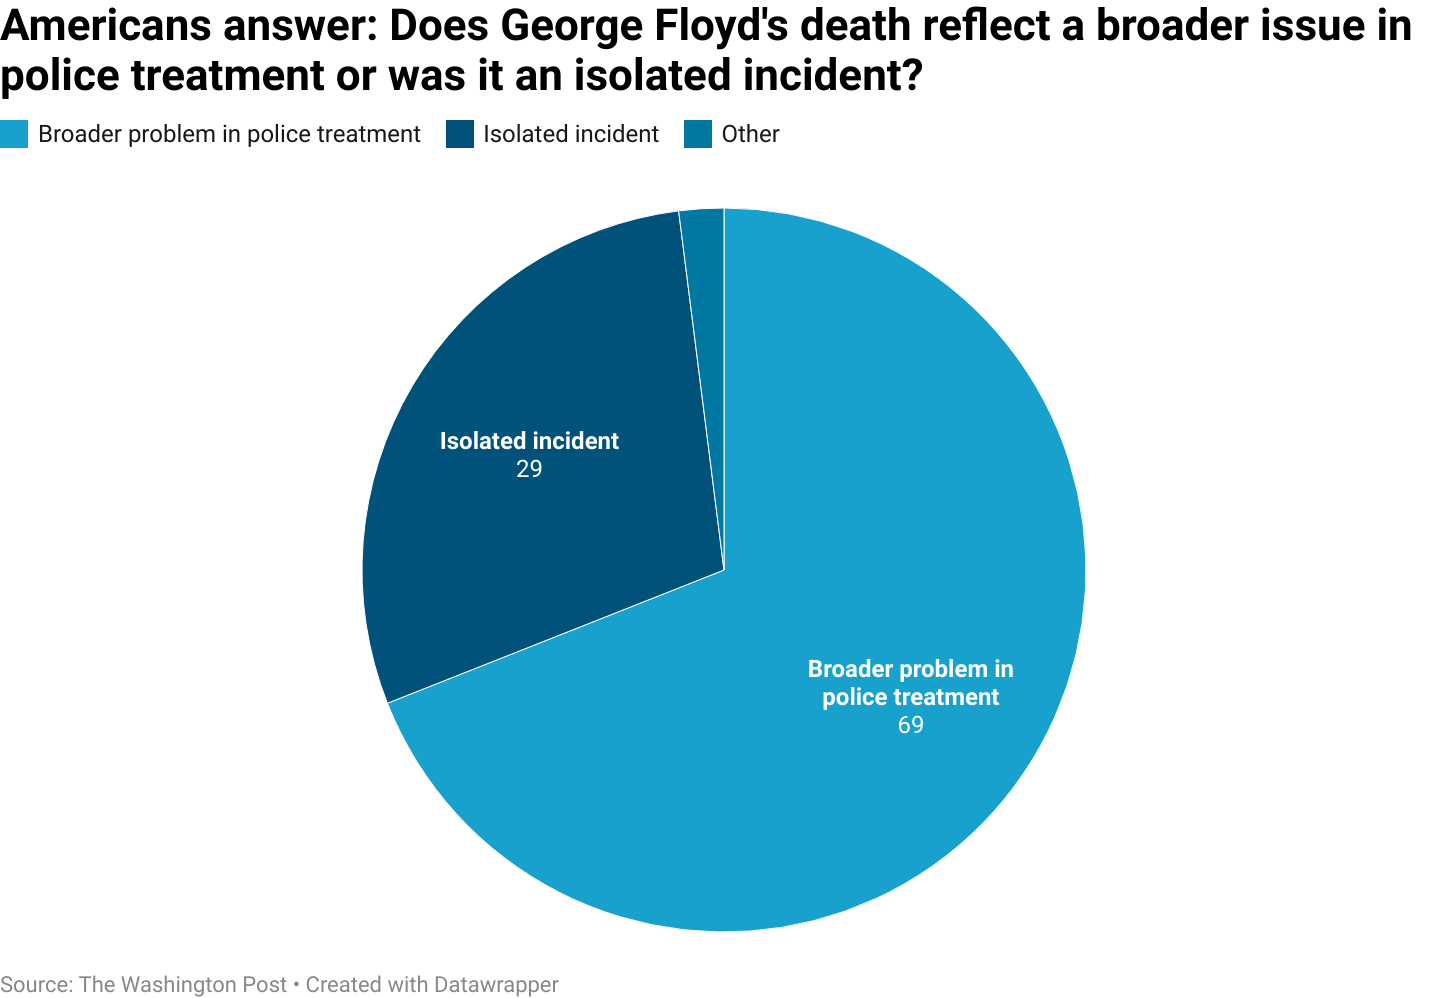 Americans answer: Does George Floyd's death reflect a broader issue in
police treatment or was it an isolated incident?
Broader problem in police treatment Isolated incident Other
Isolated incident
29
Broader problem in
police treatment
69
Source: The Washington Post • Created with Datawrapper